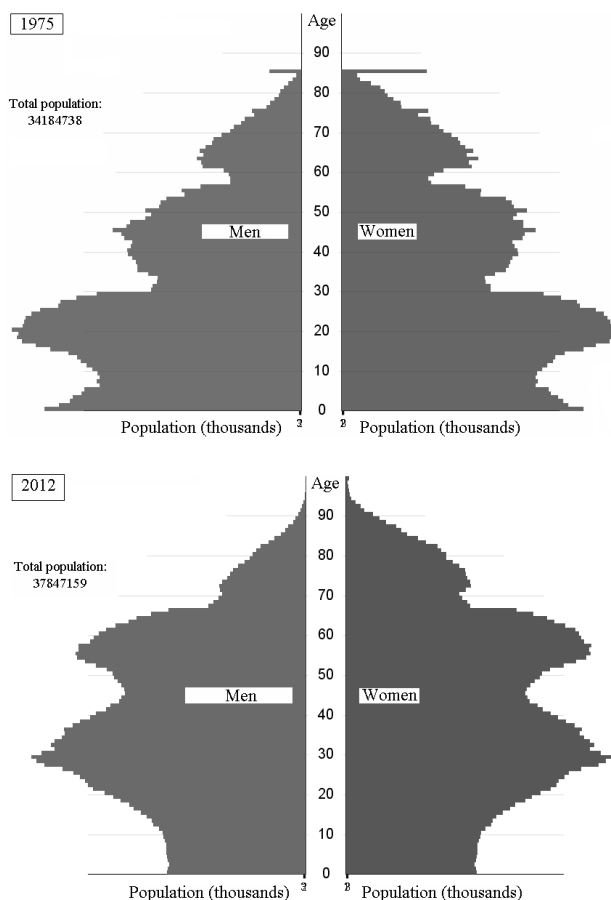 1975
Age
Total population:
34184738
90
80
70
60
50
40
30
20
10
0
Men
Women
Population (thousands)
Population (thousands)
2012
Age
Total population:
37847159
90
80
70
60
50
40
30
20
10
0
Men
Women
Population (thousands)
Population (thousands)